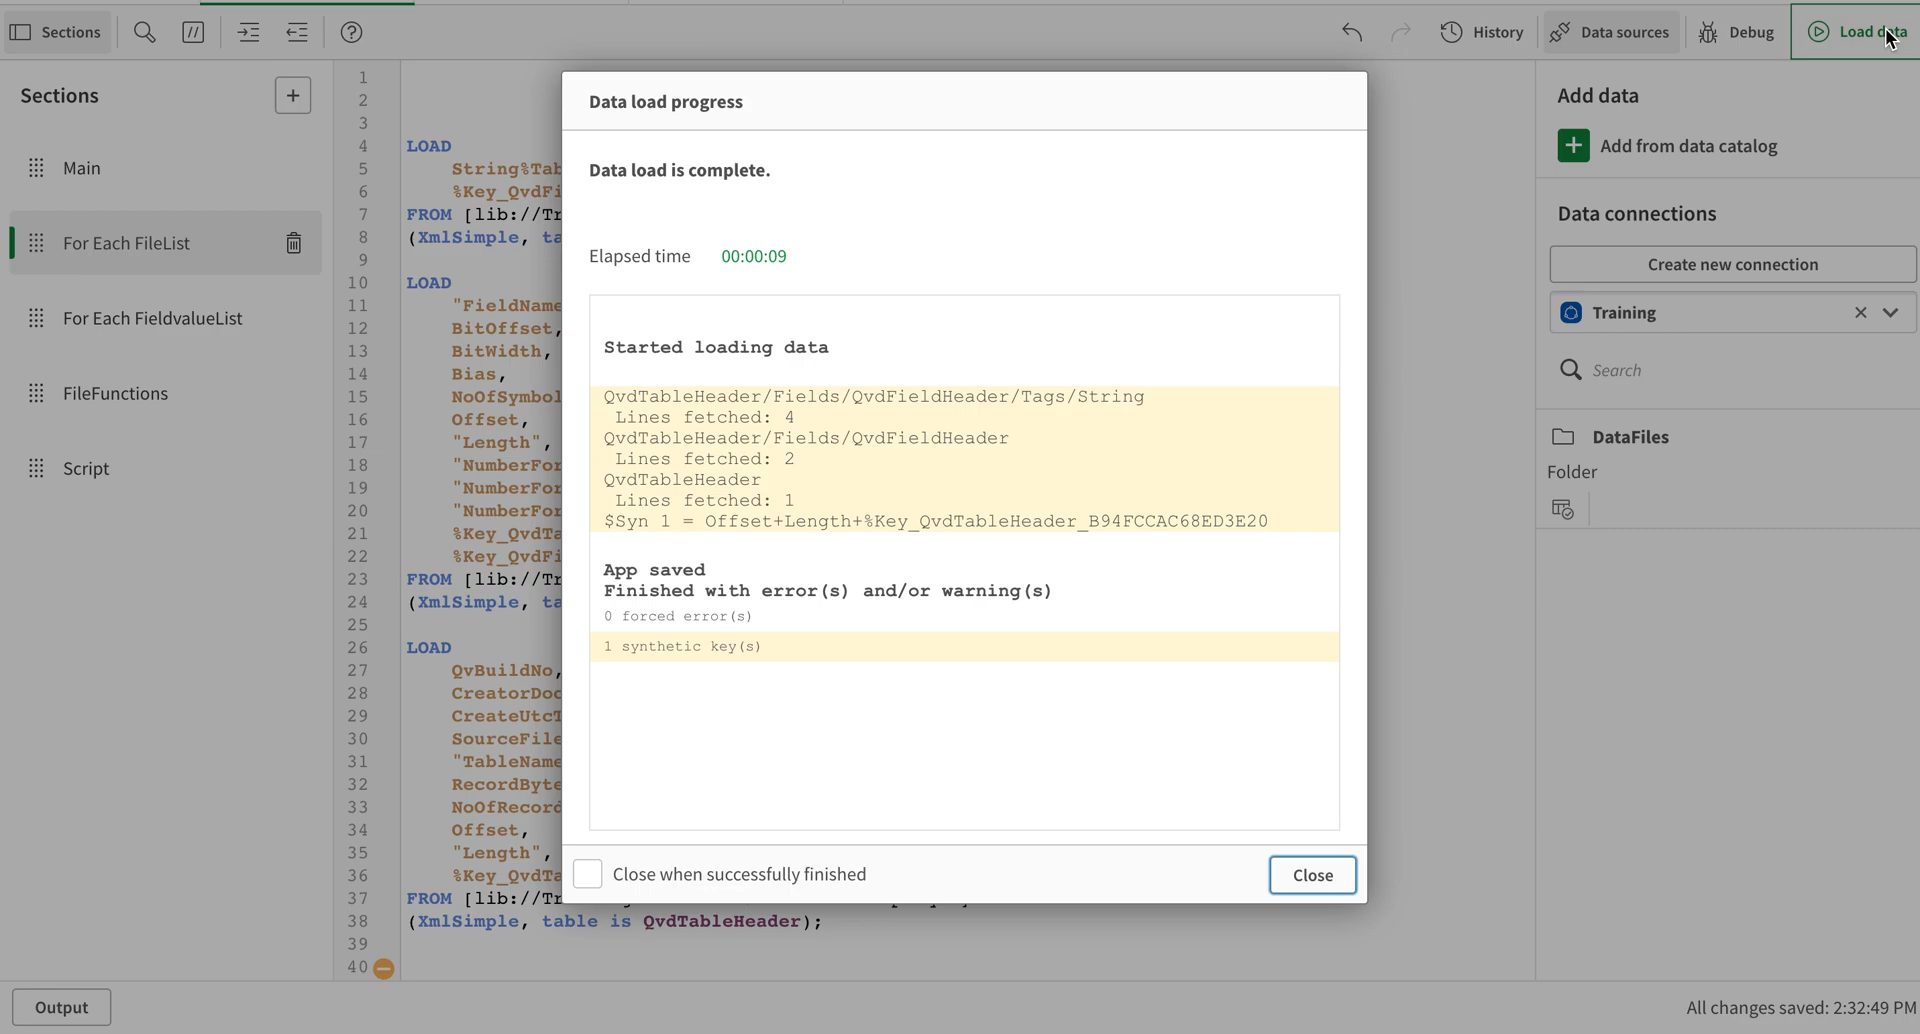 Sections
//
?
History
Data sources
Debug
Load data
Sections
+
Main
For Each FileList
For Each FieldvalueList
FileFunctions
Script
1
2
3
4 LOAD
5 String%Tab
6 %Key_QvdFi
7 FROM [lib://Tr
8 (XmlSimple, ta
9
10 LOAD
11 "FieldName
12 BitOffset,
13 BitWidth,
14 Bias,
15 NoOfSymbol
16 Offset,
17 "Length",
18 "NumberFor
19 "NumberFor
20 "NumberFor
21 %Key_QvdTa
22 %Key_QvdFi
23 FROM [lib://Tr
24 (XmlSimple, ta
25
26 LOAD
27 QvBuildNo,
28 CreatorDoc
29 CreateUtcT
30 SourceFile
31 "TableName
32 RecordByte
33 NoOfRecord
34 Offset,
35 "Length",
36 %Key_QvdTa
37 FROM [lib://Tr
38 (XmlSimple, table is QvdTableHeader);
39
40
Data load progress
Data load is complete.
Elapsed time 00:00:09
Started loading data
QvdTableHeader/Fields/QvdFieldHeader/Tags/String
Lines fetched: 4
QvdTableHeader/Fields/QvdFieldHeader
Lines fetched: 2
QvdTableHeader
Lines fetched: 1
$Syn 1 = Offset+Length+%Key_QvdTableHeader_B94FCCAC68ED3E20
App saved
Finished with error(s) and/or warning(s)
0 forced error(s)
1 synthetic key(s)
Close when successfully finished
Close
Add data
+ Add from data catalog
Data connections
Create new connection
Training
Search
DataFiles
Folder
Output
All changes saved: 2:32:49 PM